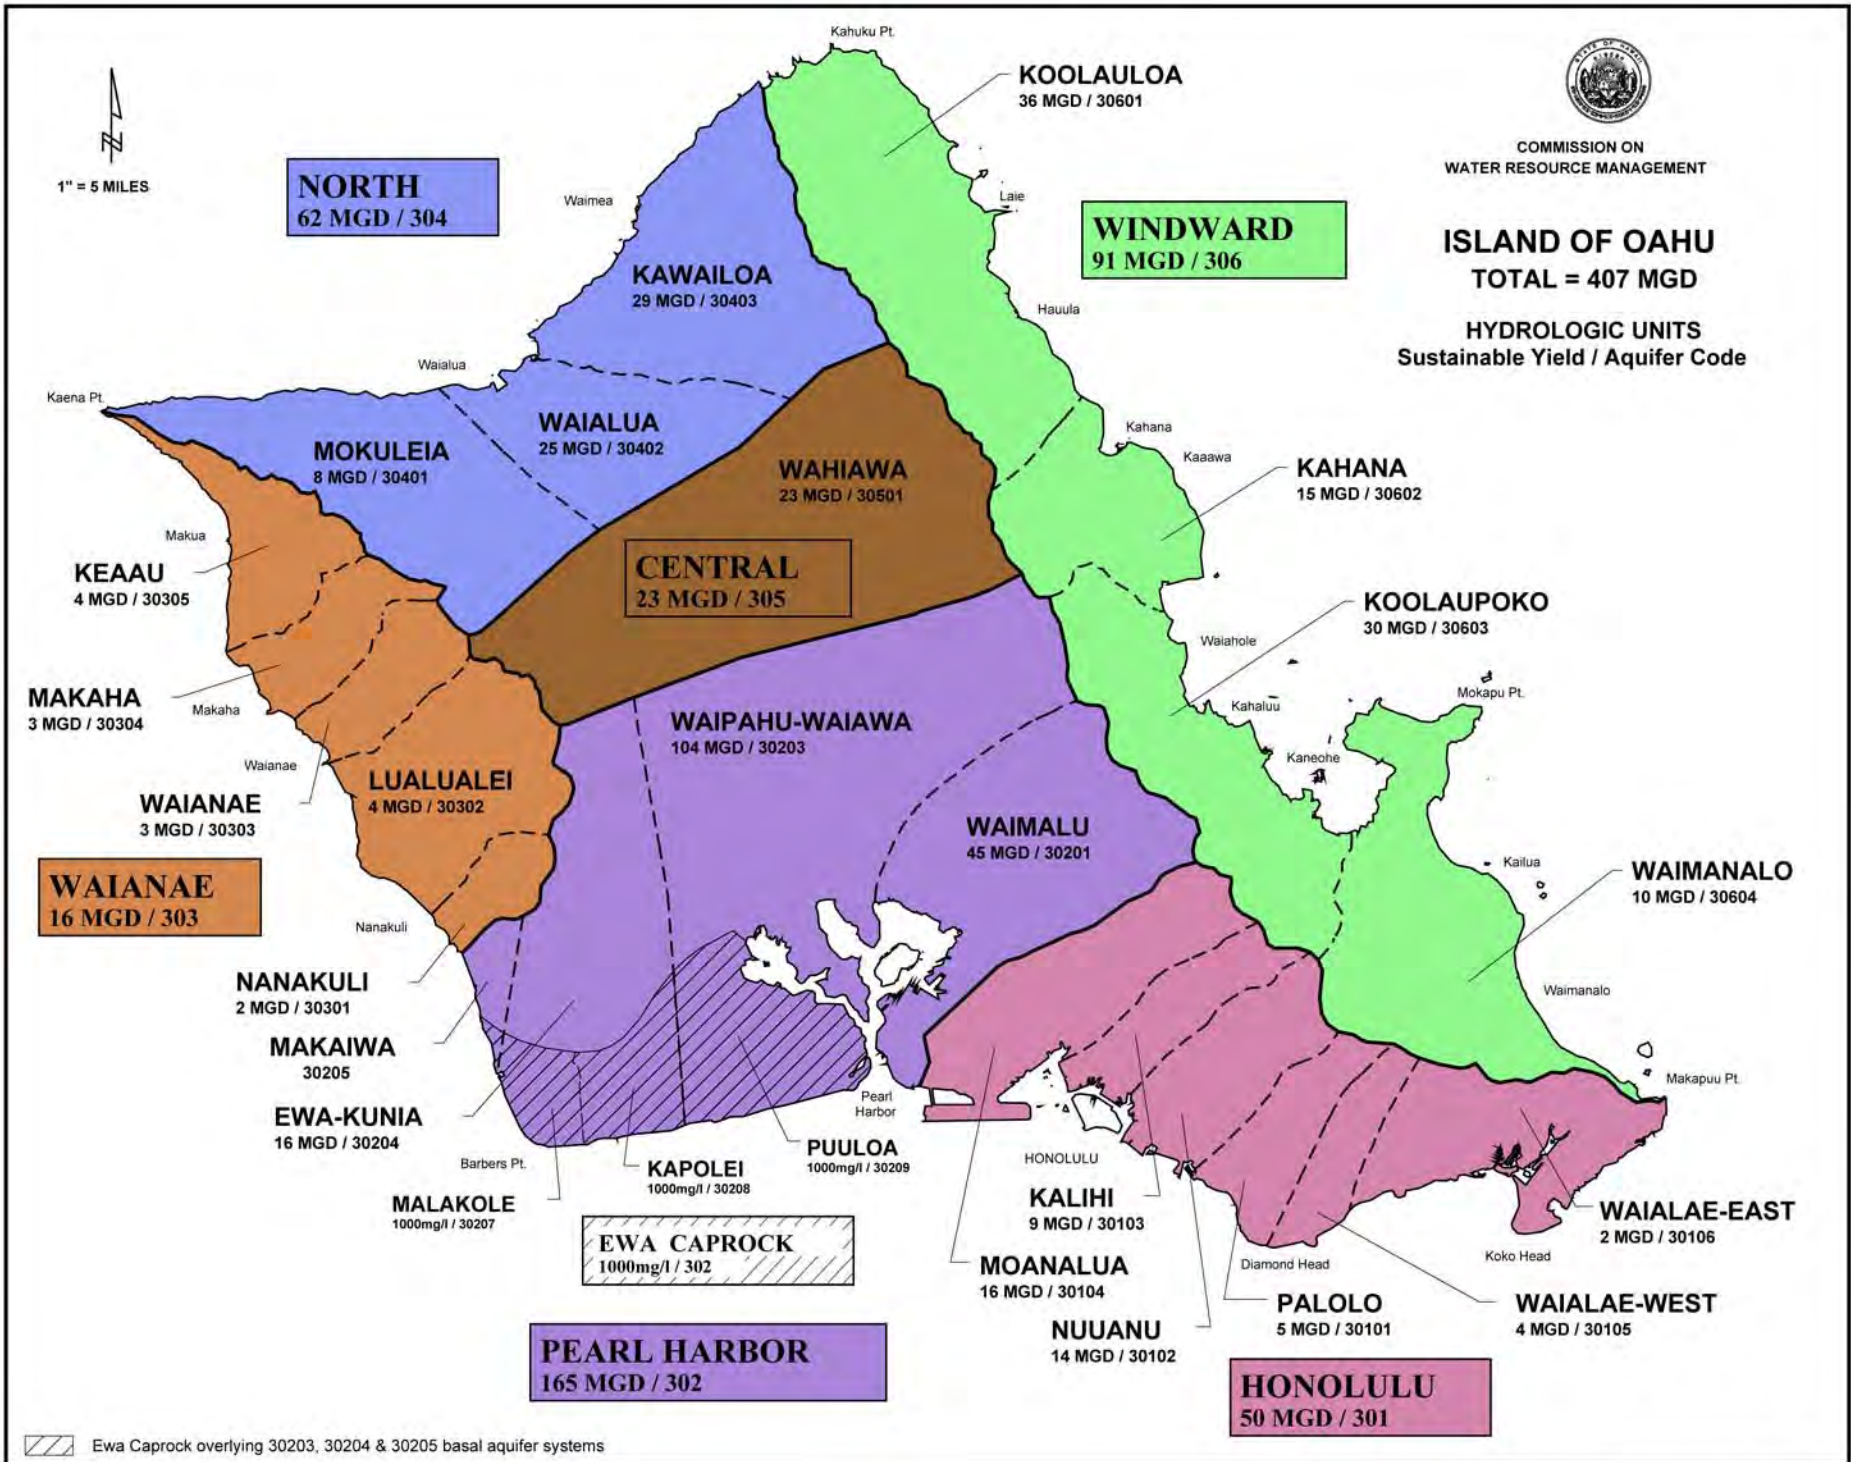 Kahuku Pt.
KOOLAULOA
36 MGD / 30601
STATE OF HAWAII
COMMISSION ON
WATER RESOURCE MANAGEMENT
1" = 5 MILES
NORTH
62 MGD / 304
Waimea
Laie
WINDWARD
91 MGD / 306
ISLAND OF OAHU
TOTAL = 407 MGD
KAWAILOA
29 MGD / 30403
Hauula
HYDROLOGIC UNITS
Sustainable Yield / Aquifer Code
Waialua
Kaena Pt.
MOKULEIA
8 MGD / 30401
WAIALUA
25 MGD / 30402
WAHIAWA
23 MGD / 30501
Kahana
Kaaawa
KAHANA
15 MGD / 30602
Makua
KEAAU
4 MGD / 30305
CENTRAL
23 MGD / 305
KOOLAUPOKO
30 MGD / 30603
Waiahole
MAKAHA
3 MGD / 30304
Makaha
WAIPAHU-WAIAWA
104 MGD / 30203
Kahaluu
Mokapu Pt.
Waianae
Kaneohe
WAIANAE
3 MGD / 30303
LUALUALEI
4 MGD / 30302
WAIMALU
45 MGD / 30201
Kailua
WAIMANALO
10 MGD / 30604
WAIANAE
16 MGD / 303
Nanakuli
NANAKULI
2 MGD / 30301
Waimanalo
MAKAIWA
30205
Makapuu Pt.
EWA-KUNIA
16 MGD / 30204
Pearl
Harbor
Barbers Pt.
PUULOA
1000mg/l / 30209
KAPOLEI
1000mg/l / 30208
MALAKOLE
1000mg/l / 30207
HONOLULU
KALIHI
9 MGD / 30103
WAIALAE-EAST
2 MGD / 30106
EWA CAPROCK
1000mg/l / 302
MOANALUA
16 MGD / 30104
Diamond Head
Koko Head
PALOLO
5 MGD / 30101
WAIALAE-WEST
4 MGD / 30105
NUUANU
14 MGD / 30102
PEARL HARBOR
165 MGD / 302
HONOLULU
50 MGD / 301
Ewa Caprock overlying 30203, 30204 & 30205 basal aquifer systems